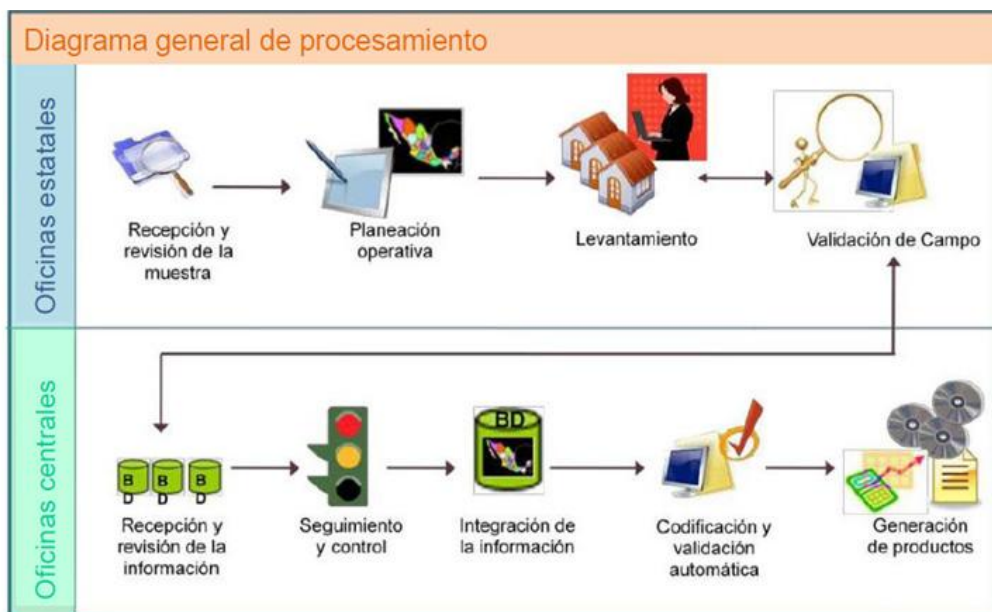 Diagrama general de procesamiento
Oficinas estatales
Recepción y
revisión de la
muestra
Planeación
operativa
Levantamiento
Validación de Campo
Oficinas centrales
B
D
B
D
B
D
Recepción y
revisión de la
información
Seguimiento
y control
BD
Integración de
la información
Codificación y
validación
automática
Generación
de productos